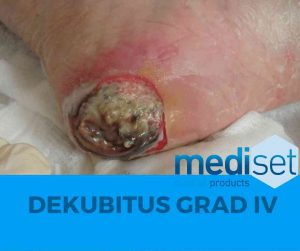 mediset
products
DEKUBITUS GRAD IV